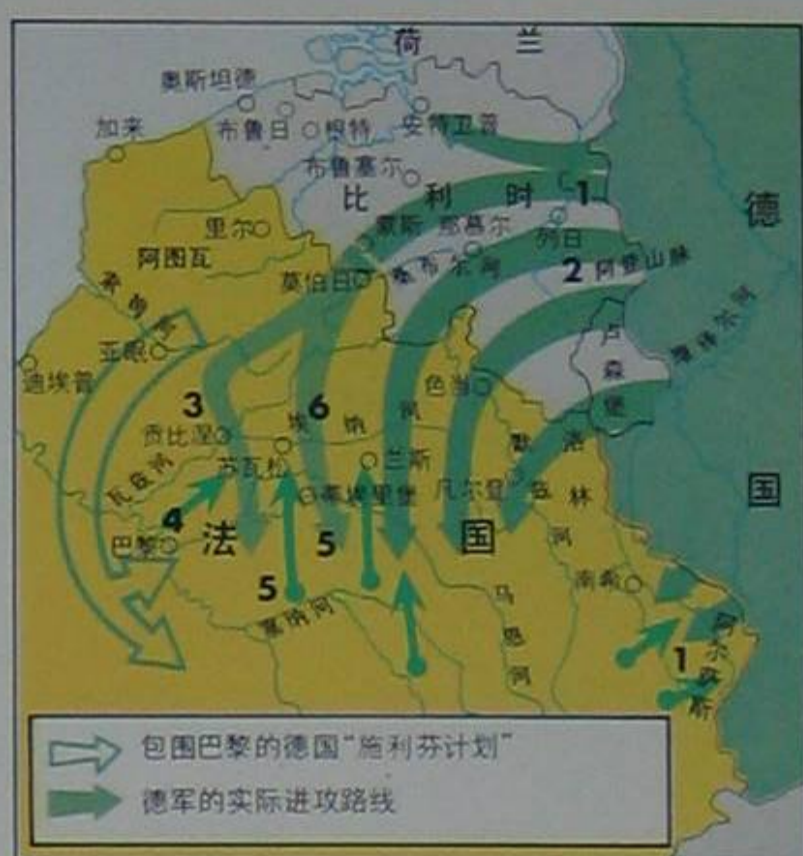 荷 兰
奥斯坦德
加来
布鲁日
根特
安特卫普
布鲁塞尔
比 利 时
1
德
里尔
蒙斯
那慕尔
列日
阿图瓦
莫伯日
桑布尔河
2
阿登山脉
索姆河
卢森堡
摩泽尔河
亚眠
迪埃普
色当
3
6
埃纳河
贡比涅
默兹河
洛林
瓦兹河
苏瓦松
兰斯
凡尔登
国
4
巴黎
法
5
国
5
南希
塞纳河
马恩河
阿尔萨斯
1
包围巴黎的德国“施利芬计划”
德军的实际进攻路线